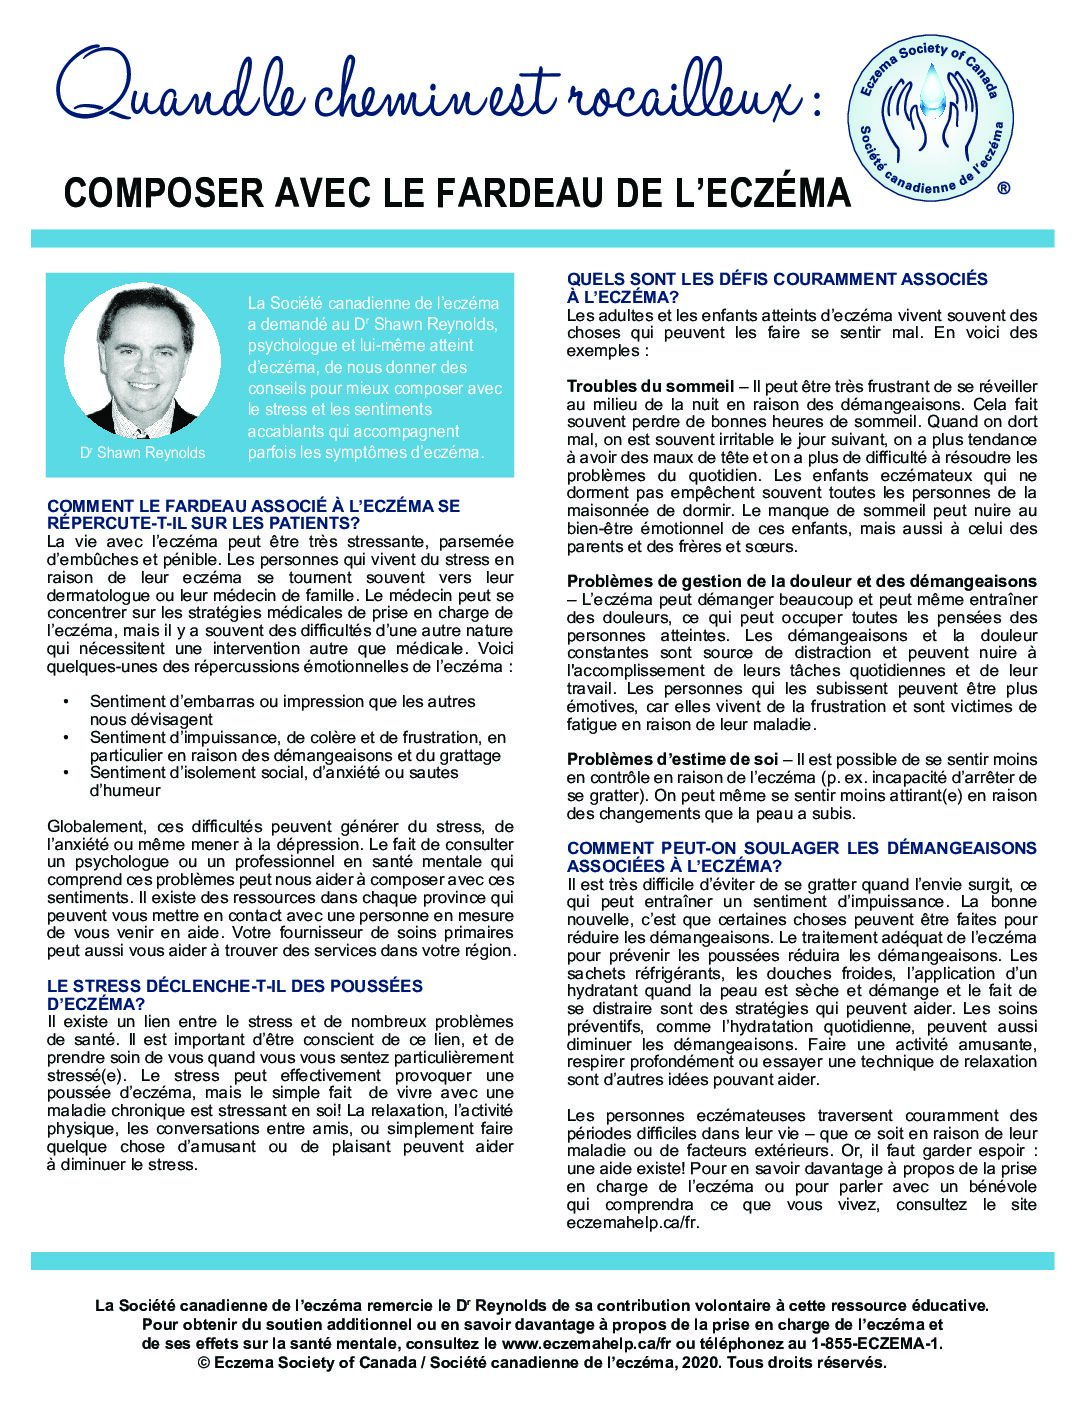 Quand le chemin est rocailleux :
Eczema Society of Canada
Société canadienne de l'eczéma
®
COMPOSER AVEC LE FARDEAU DE L'ECZÉMA
Dr Shawn Reynolds
La Société canadienne de l'eczéma
a demandé au Dr Shawn Reynolds,
psychologue et lui-même atteint
d'eczéma, de nous donner des
conseils pour mieux composer avec
le stress et les sentiments
accablants qui accompagnent
parfois les symptômes d'eczéma.
COMMENT LE FARDEAU ASSOCIÉ À L'ECZÉMA SE
RÉPERCUTE-T-IL SUR LES PATIENTS?
La vie avec l'eczéma peut être très stressante, parsemée
d'embûches et pénible. Les personnes qui vivent du stress en
raison de leur eczéma se tournent souvent vers leur
dermatologue ou leur médecin de famille. Le médecin peut se
concentrer sur les stratégies médicales de prise en charge de
l'eczéma, mais il y a souvent des difficultés d'une autre nature
qui nécessitent une intervention autre que médicale. Voici
quelques-unes des répercussions émotionnelles de l'eczéma :
• Sentiment d'embarras ou impression que les autres
nous dévisagent
• Sentiment d'impuissance, de colère et de frustration, en
particulier en raison des démangeaisons et du grattage
• Sentiment d'isolement social, d'anxiété ou sautes
d'humeur
Globalement, ces difficultés peuvent générer du stress, de
l'anxiété ou même mener à la dépression. Le fait de consulter
un psychologue ou un professionnel en santé mentale qui
comprend ces problèmes peut nous aider à composer avec ces
sentiments. Il existe des ressources dans chaque province qui
peuvent vous mettre en contact avec une personne en mesure
de vous venir en aide. Votre fournisseur de soins primaires
peut aussi vous aider à trouver des services dans votre région.
LE STRESS DÉCLENCHE-T-IL DES POUSSÉES
D'ECZÉMA?
Il existe un lien entre le stress et de nombreux problèmes
de santé. Il est important d'être conscient de ce lien, et de
prendre soin de vous quand vous vous sentez particulièrement
stressé(e). Le stress peut effectivement provoquer une
poussée d'eczéma, mais le simple fait de vivre avec une
maladie chronique est stressant en soi! La relaxation, l'activité
physique, les conversations entre amis, ou simplement faire
quelque chose d'amusant ou de plaisant peuvent aider
à diminuer le stress.
QUELS SONT LES DÉFIS COURAMMENT ASSOCIÉS
À L'ECZÉMA?
Les adultes et les enfants atteints d'eczéma vivent souvent des
choses qui peuvent les faire se sentir mal. En voici des
exemples :
Troubles du sommeil – Il peut être très frustrant de se réveiller
au milieu de la nuit en raison des démangeaisons. Cela fait
souvent perdre de bonnes heures de sommeil. Quand on dort
mal, on est souvent irritable le jour suivant, on a plus tendance
à avoir des maux de tête et on a plus de difficulté à résoudre les
problèmes du quotidien. Les enfants eczémateux qui ne
dorment pas empêchent souvent toutes les personnes de la
maisonnée de dormir. Le manque de sommeil peut nuire au
bien-être émotionnel de ces enfants, mais aussi à celui des
parents et des frères et sœurs.
Problèmes de gestion de la douleur et des démangeaisons
– L'eczéma peut démanger beaucoup et peut même entraîner
des douleurs, ce qui peut occuper toutes les pensées des
personnes atteintes. Les démangeaisons et la douleur
constantes sont source de distraction et peuvent nuire à
l'accomplissement de leurs tâches quotidiennes et de leur
travail. Les personnes qui les subissent peuvent être plus
émotives, car elles vivent de la frustration et sont victimes de
fatigue en raison de leur maladie.
Problèmes d'estime de soi – Il est possible de se sentir moins
en contrôle en raison de l'eczéma (p. ex. incapacité d'arrêter de
se gratter). On peut même se sentir moins attirant(e) en raison
des changements que la peau a subis.
COMMENT PEUT-ON SOULAGER LES DÉMANGEAISONS
ASSOCIÉES À L'ECZÉMA?
Il est très difficile d'éviter de se gratter quand l'envie surgit, ce
qui peut entraîner un sentiment d'impuissance. La bonne
nouvelle, c'est que certaines choses peuvent être faites pour
réduire les démangeaisons. Le traitement adéquat de l'eczéma
pour prévenir les poussées réduira les démangeaisons. Les
sachets réfrigérants, les douches froides, l'application d'un
hydratant quand la peau est sèche et démange et le fait de
se distraire sont des stratégies qui peuvent aider. Les soins
préventifs, comme l'hydratation quotidienne, peuvent aussi
diminuer les démangeaisons. Faire une activité amusante,
respirer profondément ou essayer une technique de relaxation
sont d'autres idées pouvant aider.
Les personnes eczémateuses traversent couramment des
périodes difficiles dans leur vie – que ce soit en raison de leur
maladie ou de facteurs extérieurs. Or, il faut garder espoir :
une aide existe! Pour en savoir davantage à propos de la prise
en charge de l'eczéma ou pour parler avec un bénévole
qui comprendra ce que vous vivez, consultez le site
eczemahelp.ca/fr.
La Société canadienne de l'eczéma remercie le Dr Reynolds de sa contribution volontaire à cette ressource éducative.
Pour obtenir du soutien additionnel ou en savoir davantage à propos de la prise en charge de l'eczéma et
de ses effets sur la santé mentale, consultez le www.eczemahelp.ca/fr ou téléphonez au 1-855-ECZEMA-1.
© Eczema Society of Canada / Société canadienne de l'eczéma, 2020. Tous droits réservés.